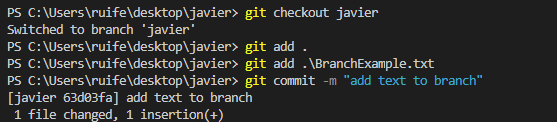 PS C:\Users\ruife\desktop\javier> git checkout javier
Switched to branch 'javier'
PS C:\Users\ruife\desktop\javier> git add .
PS C:\Users\ruife\desktop\javier> git add .\BranchExample.txt
PS C:\Users\ruife\desktop\javier> git commit -m "add text to branch"
[javier 63d03fa] add text to branch
 1 file changed, 1 insertion(+)